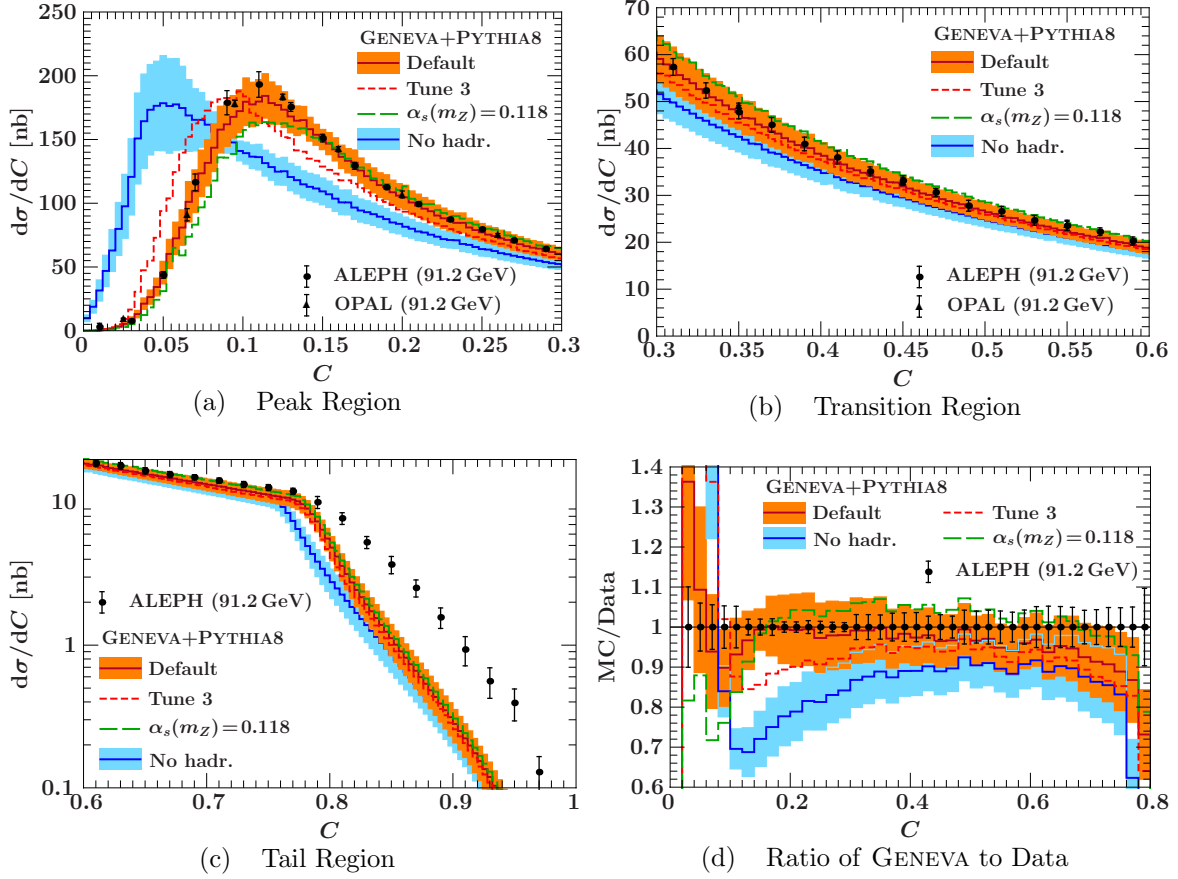 250
200
150
100
50
0
dσ/dC [nb]
GENEVA+PYTHIA8
Default
Tune 3
αs(mZ)=0.118
No hadr.
ALEPH (91.2 GeV)
OPAL (91.2 GeV)
0 0.05 0.1 0.15 0.2 0.25 0.3
C
(a) Peak Region
70
60
50
40
30
20
10
0
dσ/dC [nb]
GENEVA+PYTHIA8
Default
Tune 3
αs(mZ)=0.118
No hadr.
ALEPH (91.2 GeV)
OPAL (91.2 GeV)
0.3 0.35 0.4 0.45 0.5 0.55 0.6
C
(b) Transition Region
10
1
0.1
dσ/dC [nb]
ALEPH (91.2 GeV)
GENEVA+PYTHIA8
Default
Tune 3
αs(mZ)=0.118
No hadr.
0.6 0.7 0.8 0.9 1
C
(c) Tail Region
1.4
1.3
1.2
1.1
1
0.9
0.8
0.7
0.6
MC/Data
GENEVA+PYTHIA8
Default
Tune 3
No hadr.
αs(mZ)=0.118
ALEPH (91.2 GeV)
0 0.2 0.4 0.6 0.8
C
(d) Ratio of GENEVA to Data